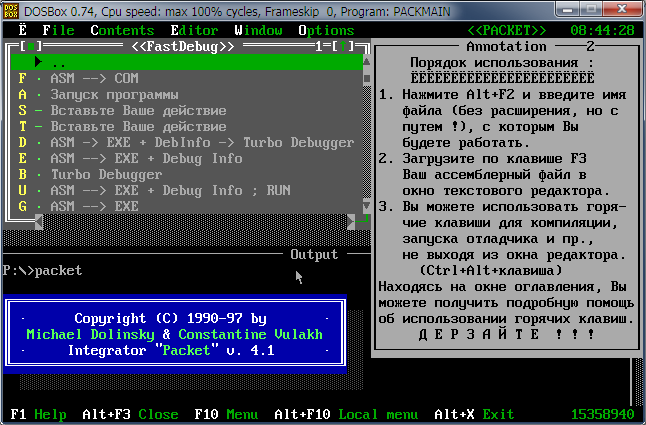 DOSBox 0.74, Cpu speed: max 100% cycles, Frameskip 0, Program: PACKMAIN
Ë File Contents Editor Window Options <<PACKET>> 08:44:28
<<FastDebug>> 1
..
F · ASM --> COM
A · Запуск программы
S - Вставьте Ваше действие
T - Вставьте Ваше действие
D · ASM -> EXE + DebInfo -> Turbo Debugger
E · ASM --> EXE + Debug Info
B · Turbo Debugger
U · ASM --> EXE + Debug Info ; RUN
G · ASM --> EXE
Annotation 2
Порядок использования :
ËËËËËËËËËËËËËËËËËËËËËËË
1. Нажмите Alt+F2 и введите имя
файла (без расширения, но с
путем !), с которым Вы
будете работать.
2. Загрузите по клавише F3
Ваш ассемблерный файл в
окно текстового редактора.
3. Вы можете использовать горя-
чие клавиши для компиляции,
запуска отладчика и пр.,
не выходя из окна редактора.
(Ctrl+Alt+клавиша)
Находясь на окне оглавления, Вы
можете получить подробную помощь
об использовании горячих клавиш.
Д Е Р З А Й Т Е ! ! !
Output
P:\>packet
· Copyright (C) 1990-97 by ·
Michael Dolinsky & Constantine Vulakh
· Integrator "Packet" v. 4.1 ·
F1 Help Alt+F3 Close F10 Menu Alt+F10 Local menu Alt+X Exit 15358940